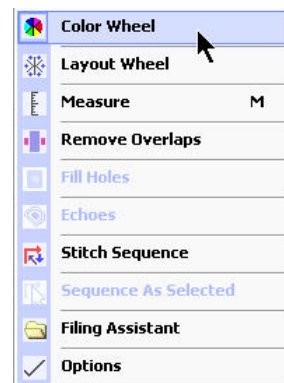 Color Wheel
Layout Wheel
Measure M
Remove Overlaps
Fill Holes
Echoes
Stitch Sequence
Sequence As Selected
Filing Assistant
Options